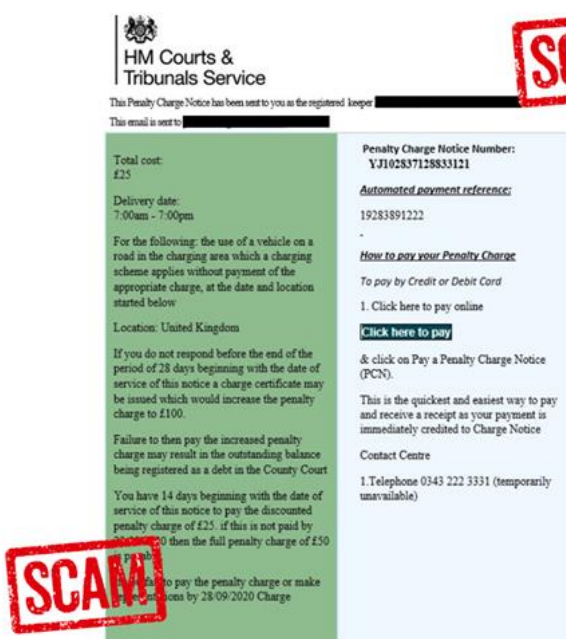 HM Courts &
Tribunals Service
This Penalty Charge Notice has been sent to you as the registered keeper
This email is sent to
Total cost:
£25
Delivery date:
7:00am - 7:00pm
For the following: the use of a vehicle on a
road in the charging area which a charging
scheme applies without payment of the
appropriate charge, at the date and location
started below
Location: United Kingdom
If you do not respond before the end of the
period of 28 days beginning with the date of
service of this notice a charge certificate may
be issued which would increase the penalty
charge to £100.
Failure to then pay the increased penalty
charge may result in the outstanding balance
being registered as a debt in the County Court
You have 14 days beginning with the date of
service of this notice to pay the discounted
penalty charge of £25. if this is not paid by
then the full penalty charge of £50
to pay the penalty charge or make
by 28/09/2020 Charge
Penalty Charge Notice Number:
YJ102837128833121
Automated payment reference:
19283891222
-
How to pay your Penalty Charge
To pay by Credit or Debit Card
1. Click here to pay online
Click here to pay
& click on Pay a Penalty Charge Notice
(PCN).
This is the quickest and easiest way to pay
and receive a receipt as your payment is
immediately credited to Charge Notice
Contact Centre
1.Telephone 0343 222 3331 (temporarily
unavailable)
SC
SCAM